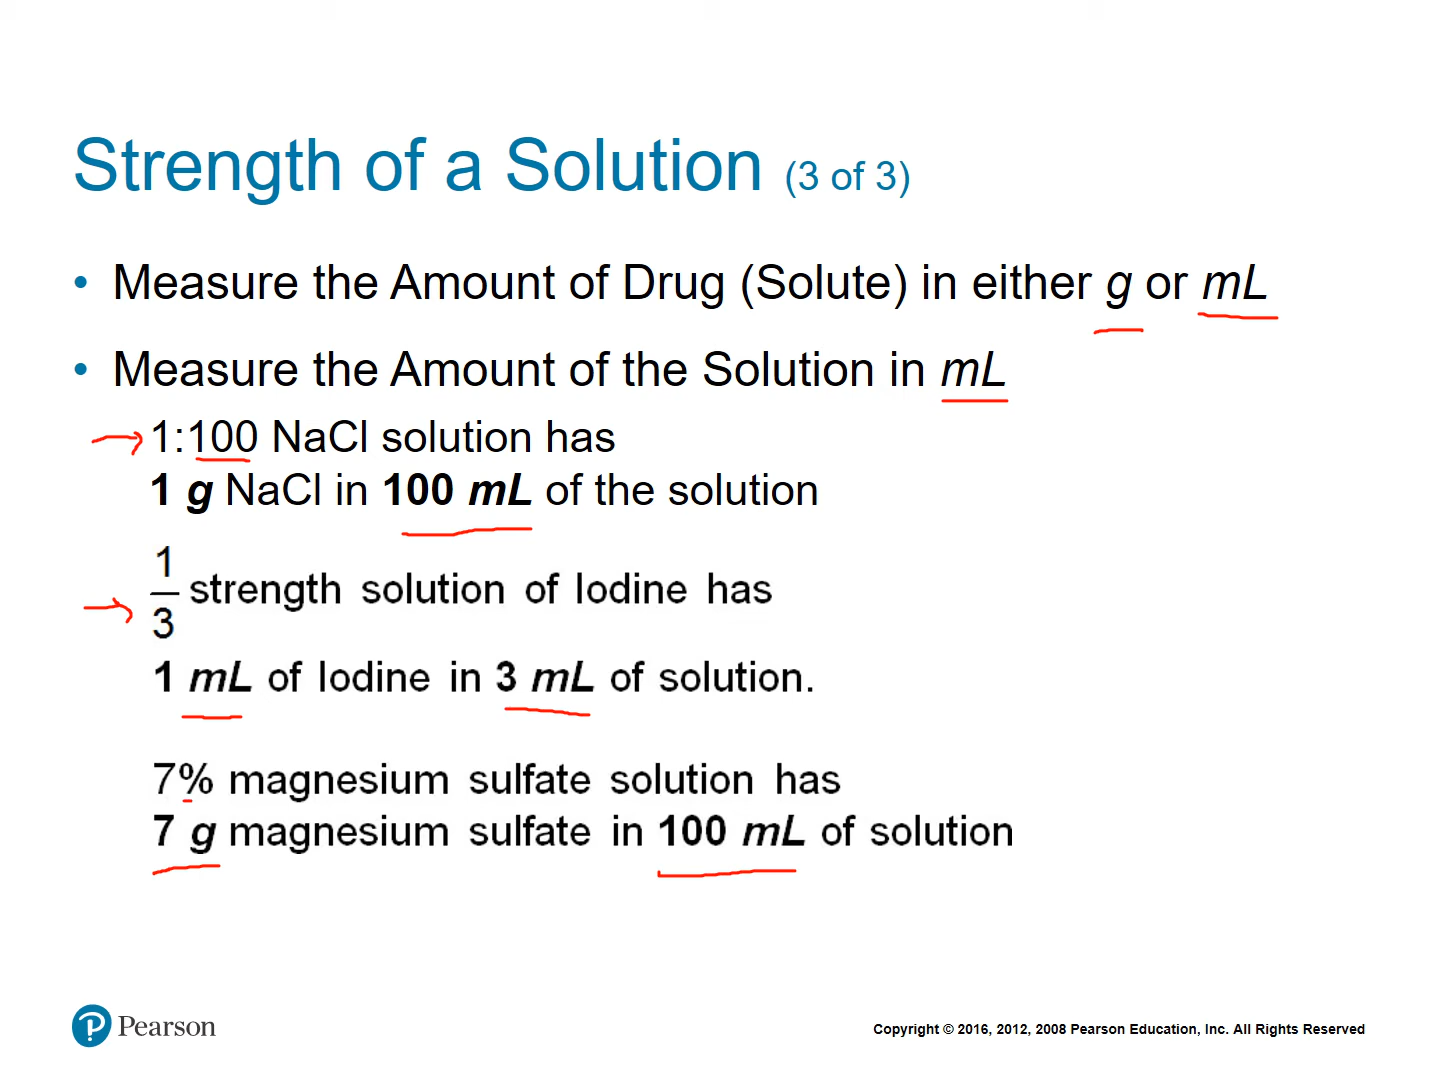 Strength of a Solution (3 of 3)
• Measure the Amount of Drug (Solute) in either g or mL
• Measure the Amount of the Solution in mL
1:100 NaCl solution has
1 g NaCl in 100 mL of the solution
1/3 strength solution of Iodine has
1 mL of Iodine in 3 mL of solution.
7% magnesium sulfate solution has
7 g magnesium sulfate in 100 mL of solution
Pearson
Copyright © 2016, 2012, 2008 Pearson Education, Inc. All Rights Reserved